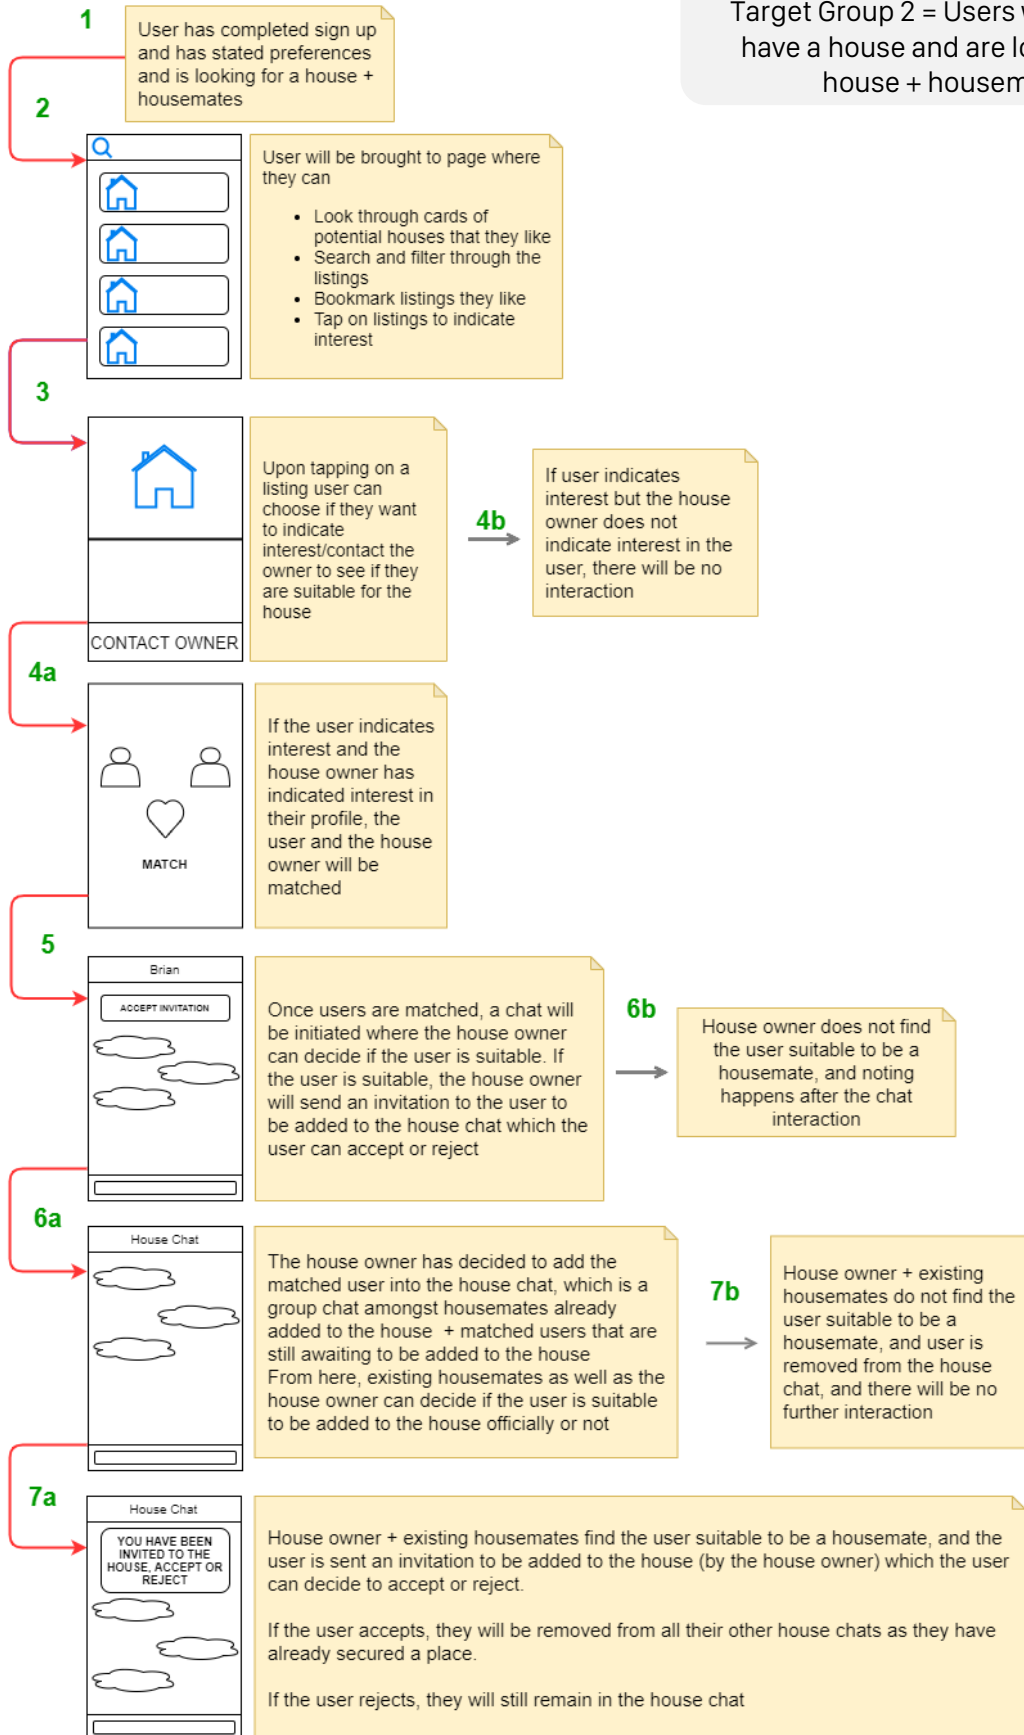 1
User has completed sign up
and has stated preferences
and is looking for a house +
housemates
Target Group 2 = Users
have a house and are
house +
2
User will be brought to page where
they can
• Look through cards of
potential houses that they like
• Search and filter through the
listings
• Bookmark listings they like
• Tap on listings to indicate
interest
3
Upon tapping on a
listing user can
choose if they want
to indicate
interest/contact the
owner to see if they
are suitable for the
house
CONTACT OWNER
4b
If user indicates
interest but the house
owner does not
indicate interest in the
user, there will be no
interaction
4a
MATCH
If the user indicates
interest and the
house owner has
indicated interest in
their profile, the
user and the house
owner will be
matched
5
Brian
ACCEPT INVITATION
Once users are matched, a chat will
be initiated where the house owner
can decide if the user is suitable. If
the user is suitable, the house owner
will send an invitation to the user to
be added to the house chat which the
user can accept or reject
6b
House owner does not find
the user suitable to be a
housemate, and noting
happens after the chat
interaction
6a
House Chat
The house owner has decided to add the
matched user into the house chat, which is a
group chat amongst housemates already
added to the house + matched users that are
still awaiting to be added to the house
From here, existing housemates as well as the
house owner can decide if the user is suitable
to be added to the house officially or not
7b
House owner + existing
housemates do not find the
user suitable to be a
housemate, and user is
removed from the house
chat, and there will be no
further interaction
7a
House Chat
YOU HAVE BEEN
INVITED TO THE
HOUSE, ACCEPT OR
REJECT
House owner + existing housemates find the user suitable to be a housemate, and the
user is sent an invitation to be added to the house (by the house owner) which the user
can decide to accept or reject.
If the user accepts, they will be removed from all their other house chats as they have
already secured a place.
If the user rejects, they will still remain in the house chat